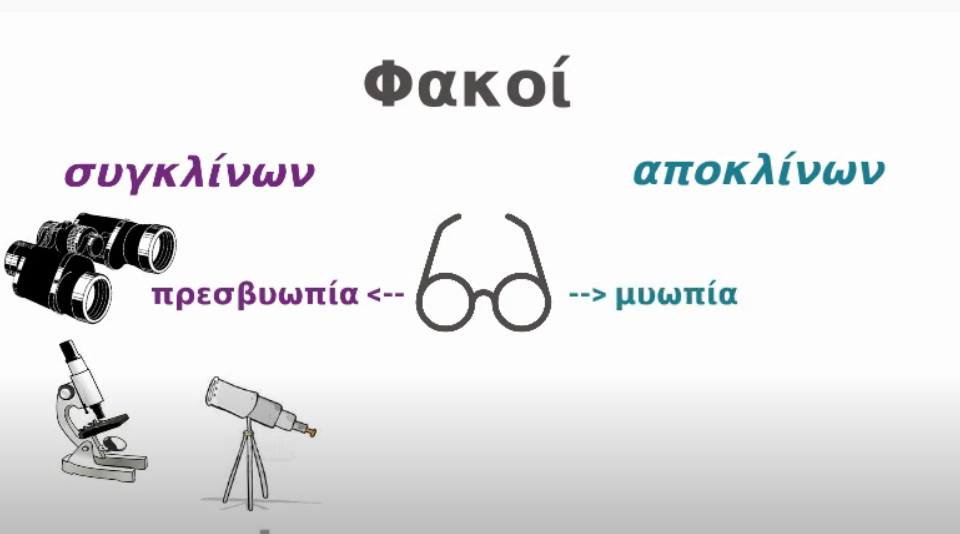 Φακοί
συγκλίνων
αποκλίνων
πρεσβυωπία <--
--> μυωπία